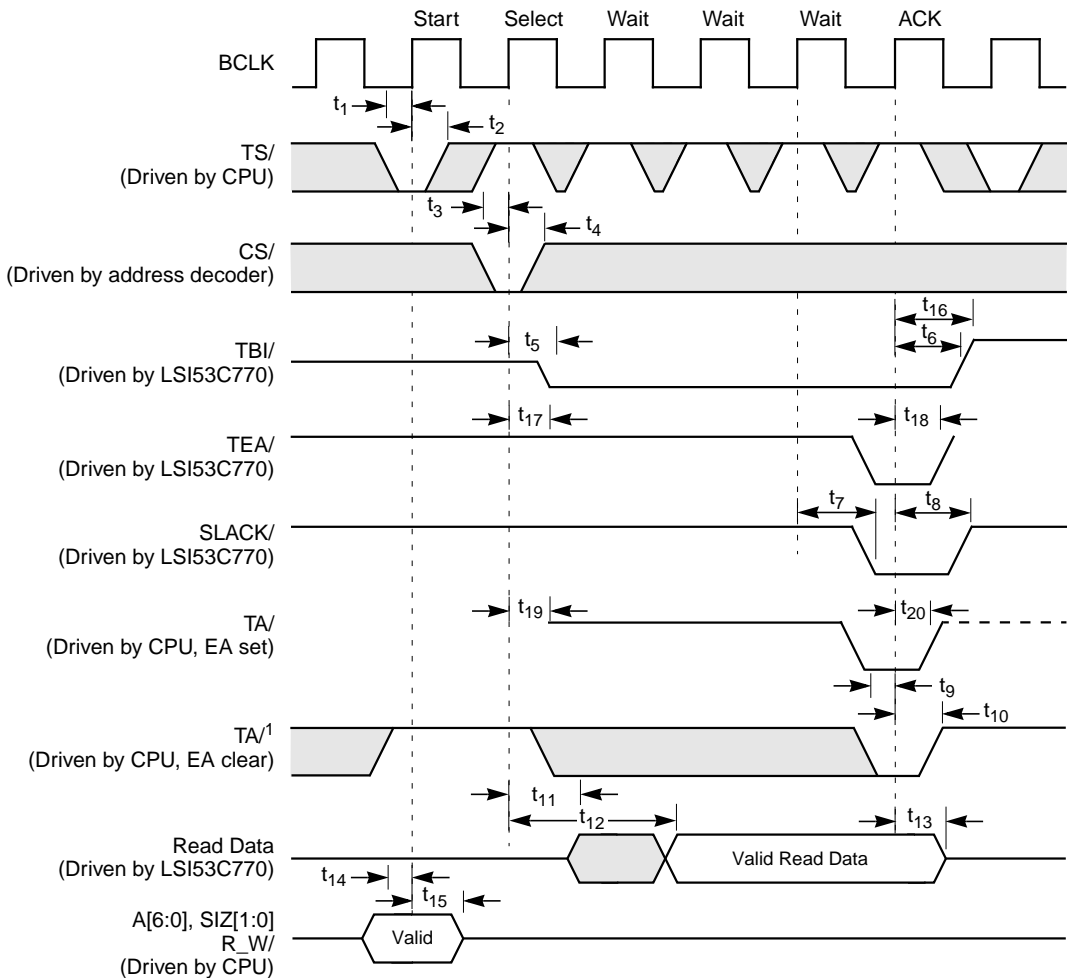 Start Select Wait Wait Wait ACK
BCLK
t1
t2
TS/
(Driven by CPU)
t3
t4
CS/
(Driven by address decoder)
t16
t6
t5
TBI/
(Driven by LSI53C770)
t17
t18
TEA/
(Driven by LSI53C770)
t7
t8
SLACK/
(Driven by LSI53C770)
t19
t20
TA/
(Driven by CPU, EA set)
t9
t10
TA/1
(Driven by CPU, EA clear)
t11
t12
t13
Read Data
(Driven by LSI53C770)
Valid Read Data
t14
t15
A[6:0], SIZ[1:0]
R_W/
(Driven by CPU)
Valid